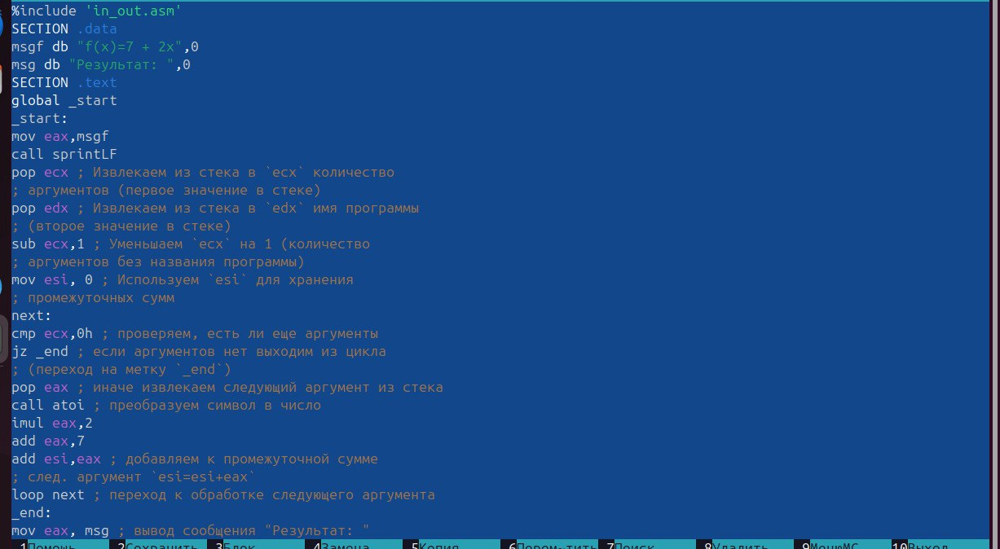 %include 'in_out.asm'
SECTION .data
msgf db "f(x)=7 + 2x",0
msg db "Результат: ",0
SECTION .text
global _start
_start:
mov eax,msgf
call sprintLF
pop ecx ; Извлекаем из стека в `ecx` количество
; аргументов (первое значение в стеке)
pop edx ; Извлекаем из стека в `edx` имя программы
; (второе значение в стеке)
sub ecx,1 ; Уменьшаем `ecx` на 1 (количество
; аргументов без названия программы)
mov esi, 0 ; Используем `esi` для хранения
; промежуточных сумм
next:
cmp ecx,0h ; проверяем, есть ли еще аргументы
jz _end ; если аргументов нет выходим из цикла
; (переход на метку `_end`)
pop eax ; иначе извлекаем следующий аргумент из стека
call atoi ; преобразуем символ в число
imul eax,2
add eax,7
add esi,eax ; добавляем к промежуточной сумме
; след. аргумент `esi=esi+eax`
loop next ; переход к обработке следующего аргумента
_end:
mov eax, msg ; вывод сообщения "Результат: "
1Помощь 2Сохранить 3Блок 4Замена 5Копия 6Перем~тить 7Поиск 8Удалить 9МенюМС 10Выход